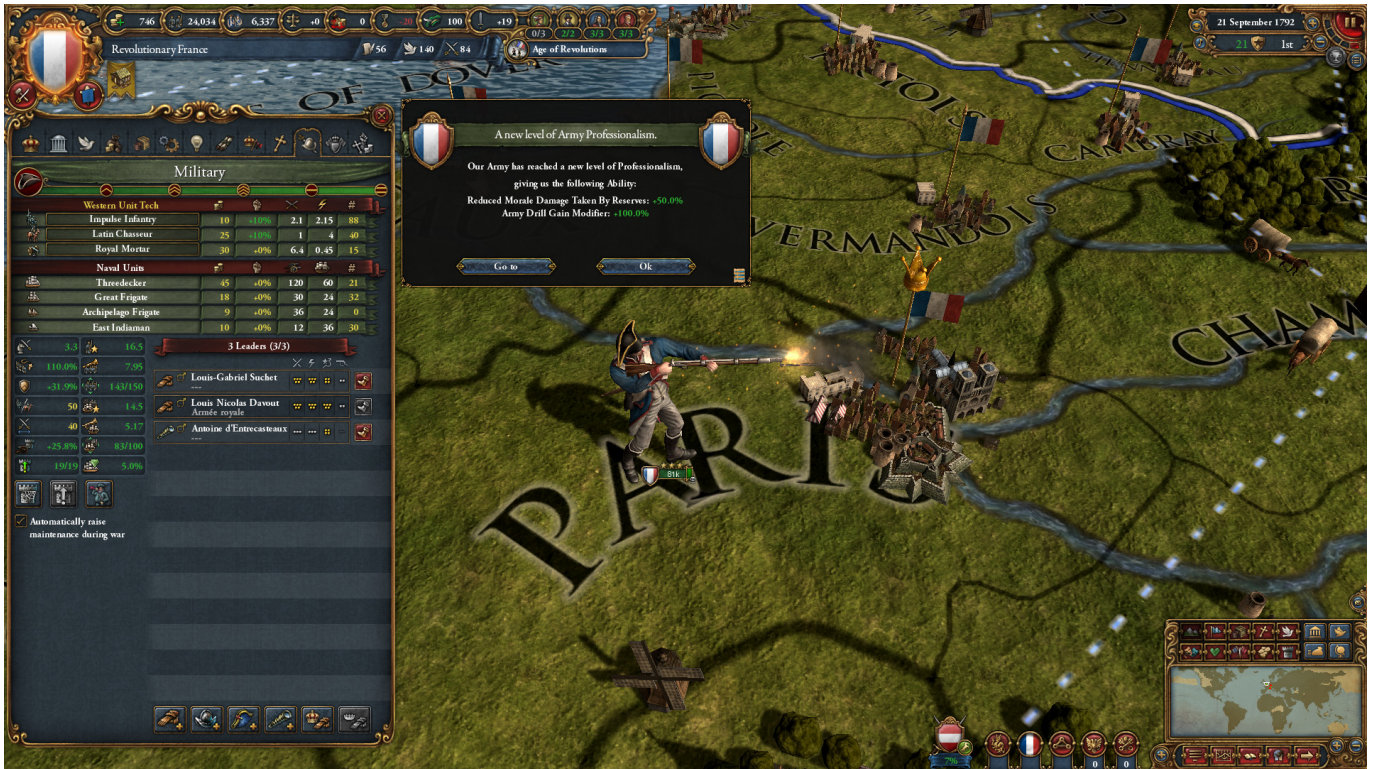 746 24,034 6,337 +0 0 -20 100 +19
0/3 2/2 3/3 3/3
Revolutionary France
56 140 84
Age of Revolutions
21 September 1792
21 1st
OF DOVER
ARTOIS
CAMBRAY
VERMANDOIS
CHAM
PARIS
81k
A new level of Army Professionalism.
Our Army has reached a new level of Professionalism,
giving us the following Ability:
Reduced Morale Damage Taken By Reserves: +50.0%
Army Drill Gain Modifier: +100.0%
Go to
Ok
Military
Western Unit Tech #
Impulse Infantry 10 +10% 2.1 2.15 88
Latin Chasseur 25 +10% 1 4 40
Royal Mortar 30 +0% 6.4 0.45 15
Naval Units #
Threedecker 45 +0% 120 60 21
Great Frigate 18 +0% 30 24 32
Archipelago Frigate 9 +0% 36 24 0
East Indiaman 10 +0% 12 36 30
3.3 16.5
110.0% 7.95
+31.9% 143/150
50 14.5
40 5.17
+25.8% 83/100
19/19 5.0%
3 Leaders (3/3)
Louis-Gabriel Suchet
---
Louis Nicolas Davout
Armée royale
Antoine d'Entrecasteaux
---
Automatically raise
maintenance during war
7%
0 0